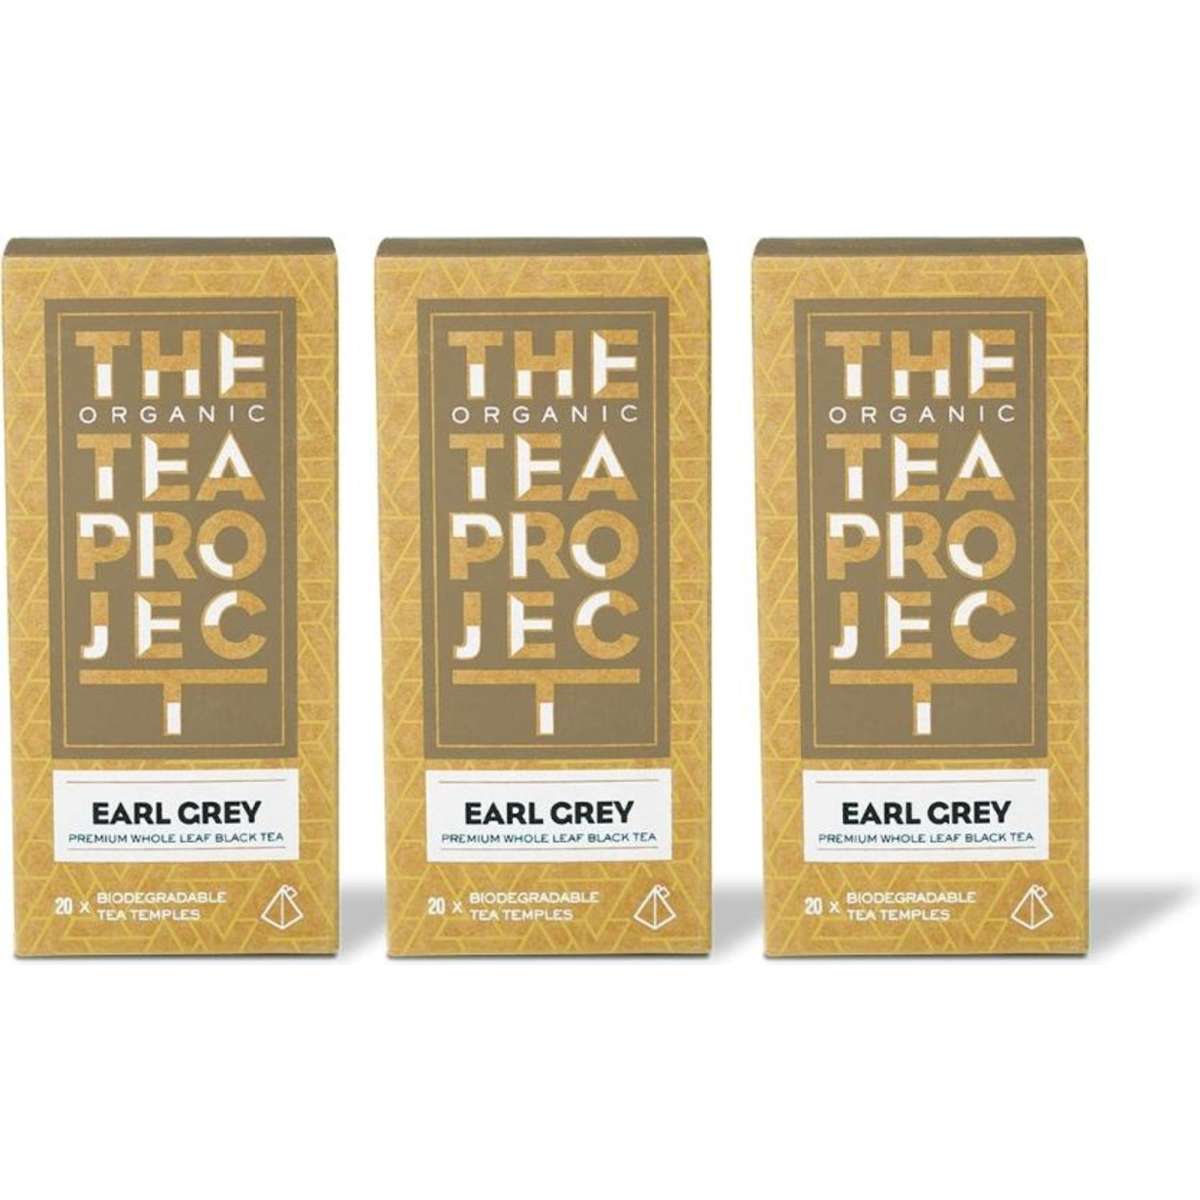 THE
ORGANIC
TEA
PRO
JEC
T
EARL GREY
PREMIUM WHOLE LEAF BLACK TEA
20 X BIODEGRADABLE
TEA TEMPLES
THE
ORGANIC
TEA
PRO
JEC
T
EARL GREY
PREMIUM WHOLE LEAF BLACK TEA
20 X BIODEGRADABLE
TEA TEMPLES
THE
ORGANIC
TEA
PRO
JEC
T
EARL GREY
PREMIUM WHOLE LEAF BLACK TEA
20 X BIODEGRADABLE
TEA TEMPLES